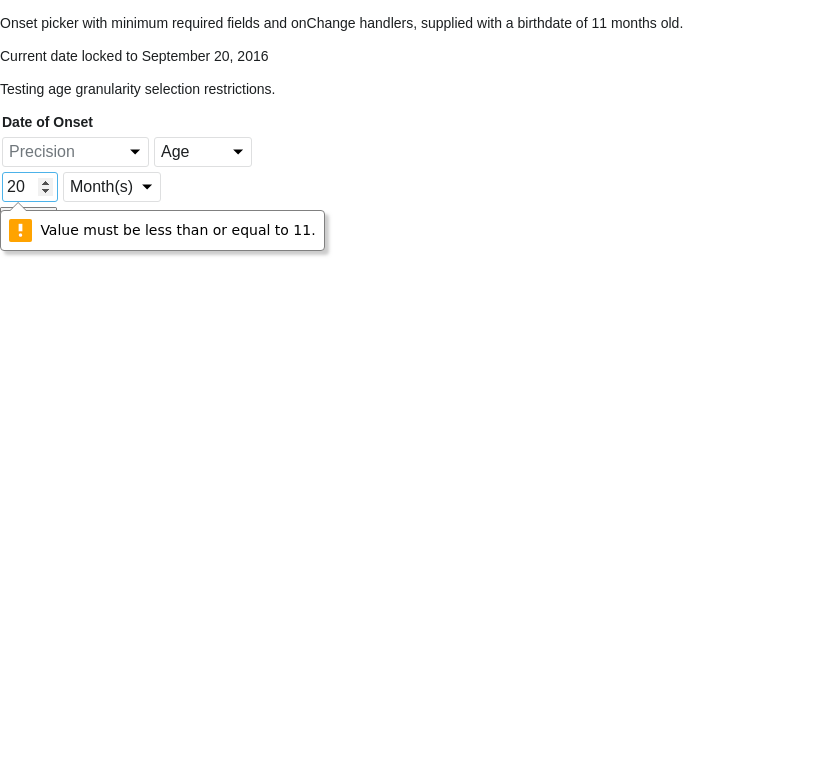 Onset picker with minimum required fields and onChange handlers, supplied with a birthdate of 11 months old.
Current date locked to September 20, 2016
Testing age granularity selection restrictions.
Date of Onset
Precision Age
20 Month(s)
Value must be less than or equal to 11.